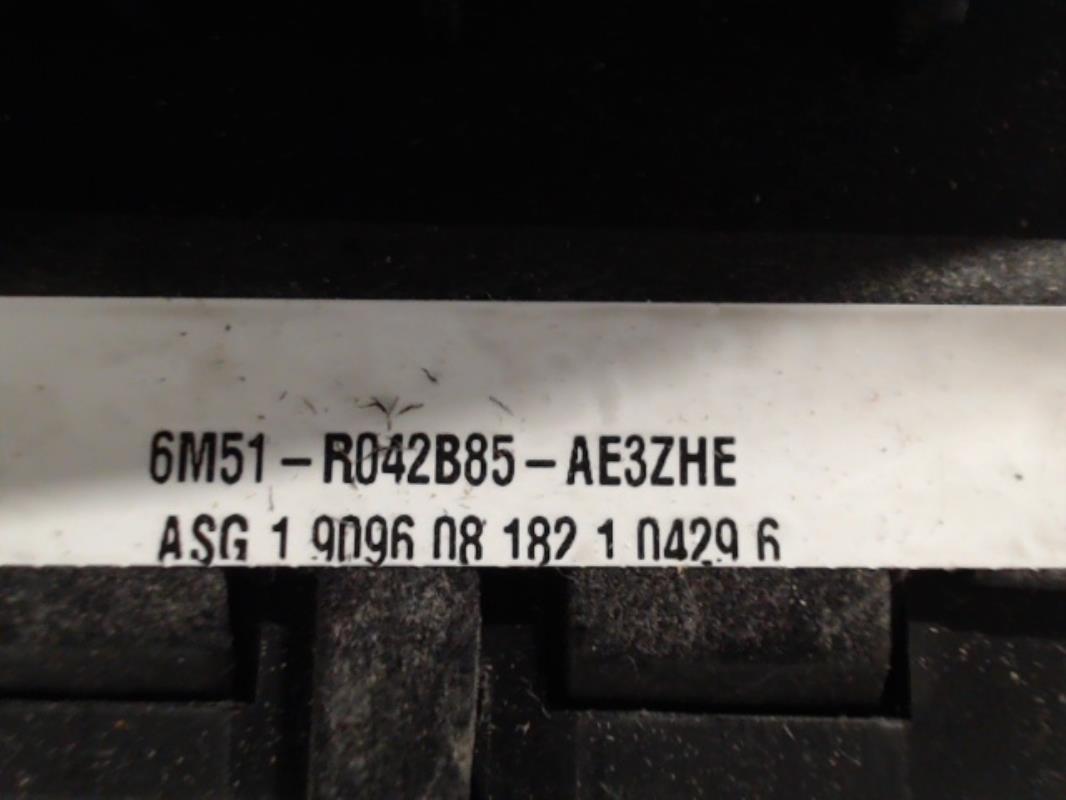 6M51-R042B85-AE3ZHE
ASG 1 9096 08 182 1 0429 6